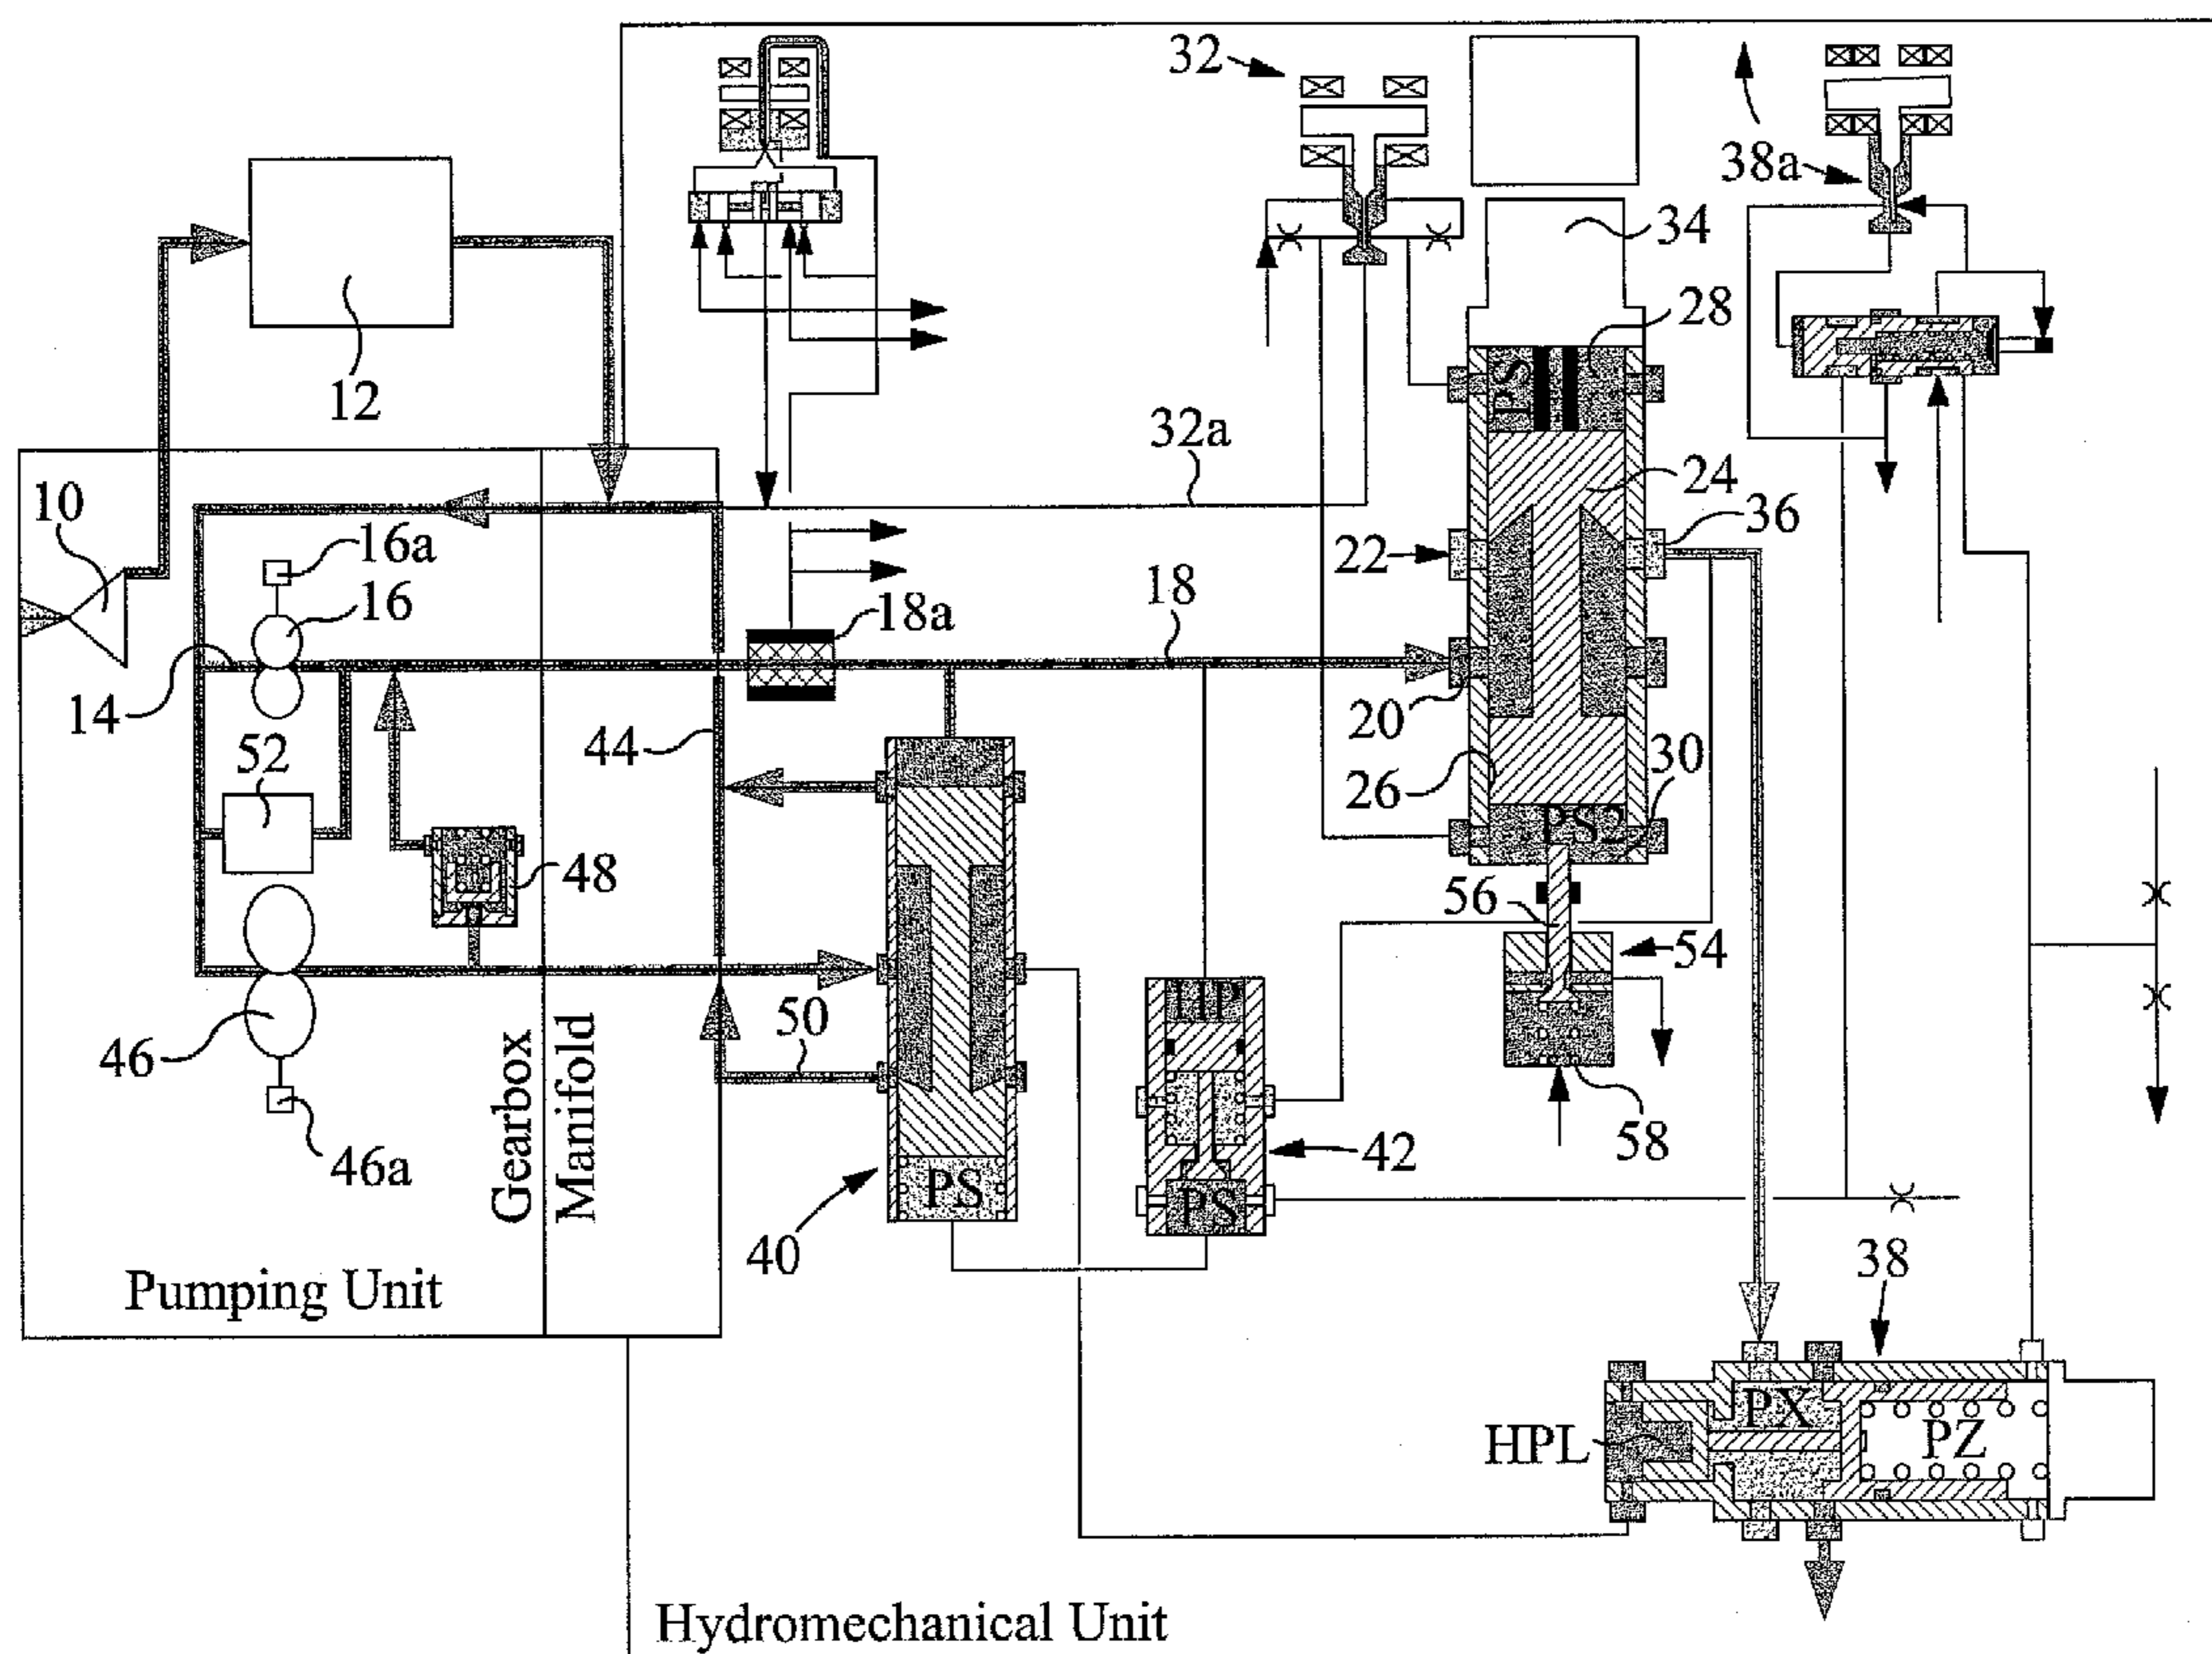 32
38a
34
28
12
PS
32a
10
24
36
16a
16
22
18a
18
14
20
44
30
52
26
PS2
48
56
54
HP
50
46
Gearbox
Manifold
58
42
46a
PS
PS
40
38
Pumping Unit
PX
HPL
PZ
Hydromechanical Unit